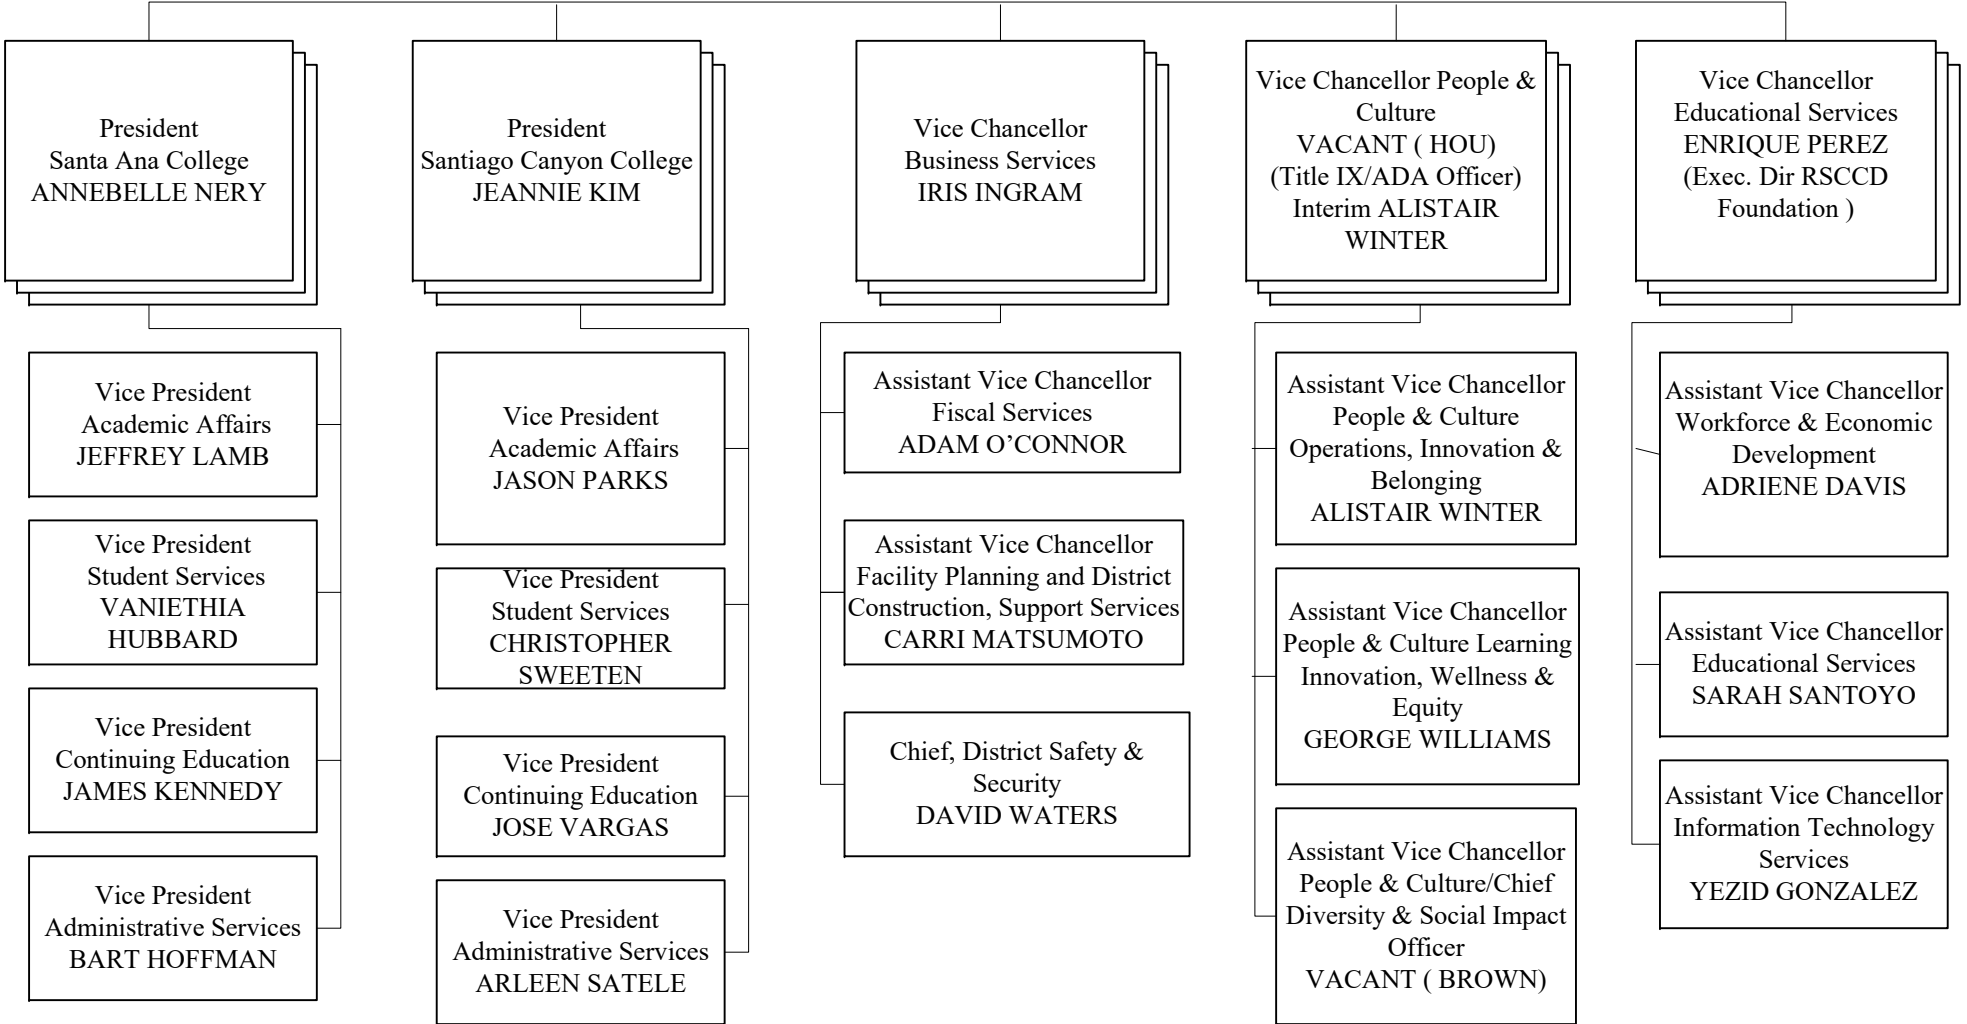 President
Santa Ana College
ANNEBELLE NERY
President
Santiago Canyon College
JEANNIE KIM
Vice Chancellor
Business Services
IRIS INGRAM
Vice Chancellor People &
Culture
VACANT ( HOU)
(Title IX/ADA Officer)
Interim ALISTAIR
WINTER
Vice Chancellor
Educational Services
ENRIQUE PEREZ
(Exec. Dir RSCCD
Foundation )
Vice President
Academic Affairs
JEFFREY LAMB
Vice President
Student Services
VANIETHIA
HUBBARD
Vice President
Continuing Education
JAMES KENNEDY
Vice President
Administrative Services
BART HOFFMAN
Vice President
Academic Affairs
JASON PARKS
Vice President
Student Services
CHRISTOPHER
SWEETEN
Vice President
Continuing Education
JOSE VARGAS
Vice President
Administrative Services
ARLEEN SATELE
Assistant Vice Chancellor
Fiscal Services
ADAM O’CONNOR
Assistant Vice Chancellor
Facility Planning and District
Construction, Support Services
CARRI MATSUMOTO
Chief, District Safety &
Security
DAVID WATERS
Assistant Vice Chancellor
People & Culture
Operations, Innovation &
Belonging
ALISTAIR WINTER
Assistant Vice Chancellor
People & Culture Learning
Innovation, Wellness &
Equity
GEORGE WILLIAMS
Assistant Vice Chancellor
People & Culture/Chief
Diversity & Social Impact
Officer
VACANT ( BROWN)
Assistant Vice Chancellor
Workforce & Economic
Development
ADRIENE DAVIS
Assistant Vice Chancellor
Educational Services
SARAH SANTOYO
Assistant Vice Chancellor
Information Technology
Services
YEZID GONZALEZ